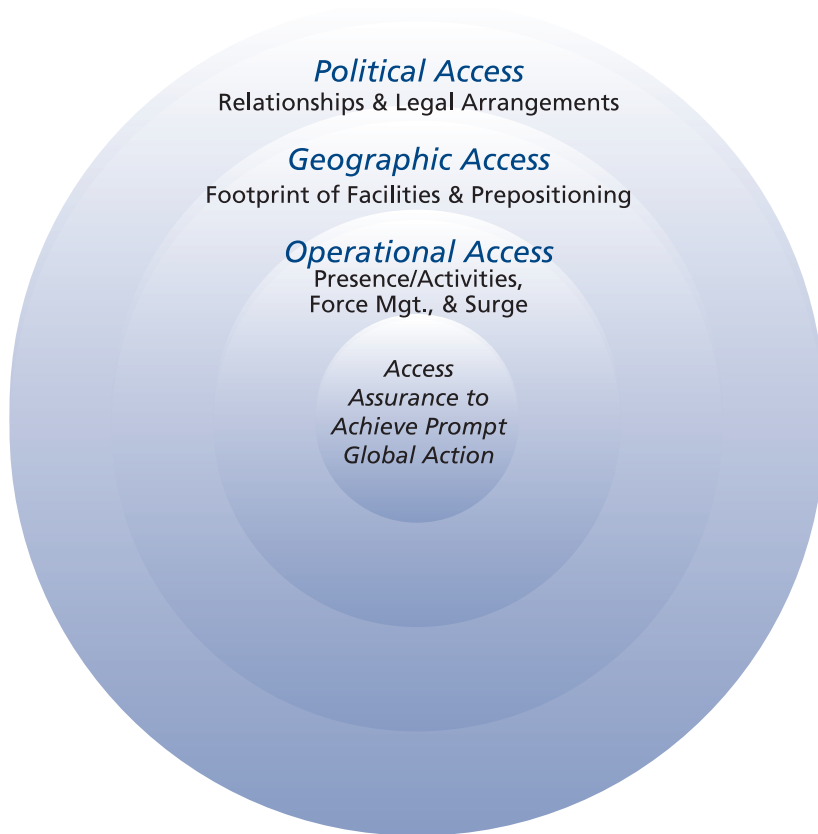 Political Access
Relationships & Legal Arrangements
Geographic Access
Footprint of Facilities & Prepositioning
Operational Access
Presence/Activities,
Force Mgt., & Surge
Access
Assurance to
Achieve Prompt
Global Action